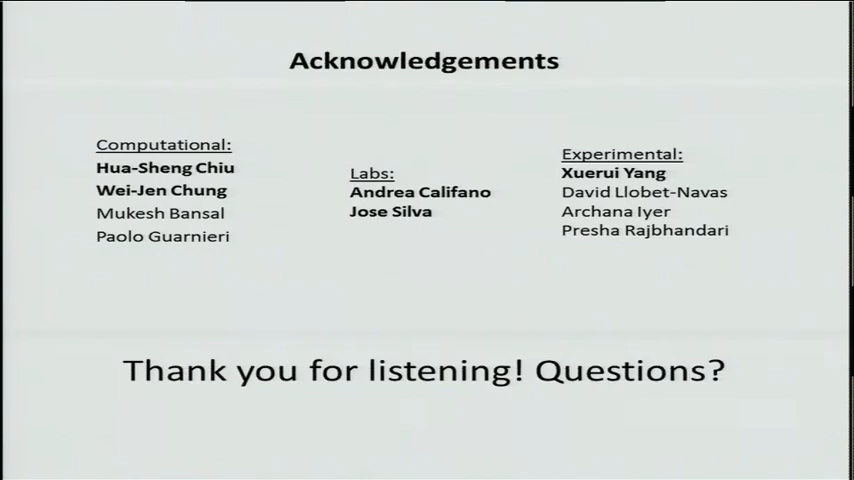 Acknowledgements
Computational:
Hua-Sheng Chiu
Wei-Jen Chung
Mukesh Bansal
Paolo Guarnieri
Labs:
Andrea Califano
Jose Silva
Experimental:
Xuerui Yang
David Llobet-Navas
Archana Iyer
Presha Rajbhandari
Thank you for listening! Questions?